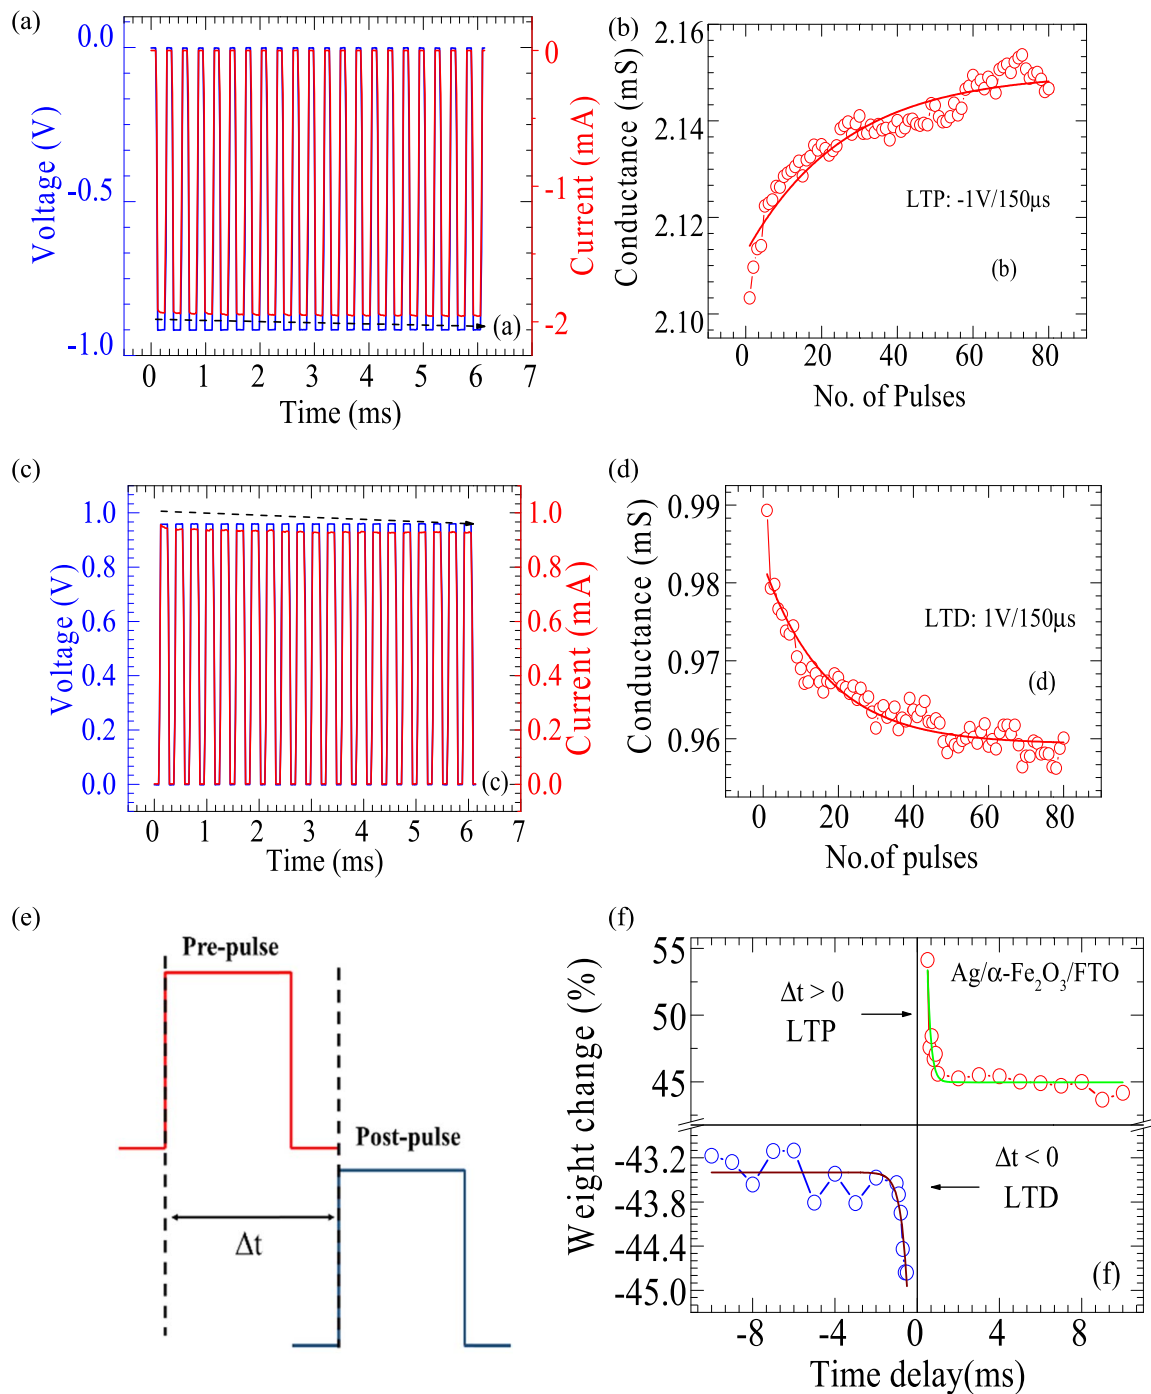 (a)
0.0
-0.5
-1.0
Voltage (V)
0
-1
-2
Current (mA)
(a)
0 1 2 3 4 5 6 7
Time (ms)
(b)
2.16
2.14
2.12
2.10
Conductance (mS)
LTP: -1V/150μs
(b)
0 20 40 60 80
No. of Pulses
(c)
1.0
0.8
0.6
0.4
0.2
0.0
Voltage (V)
1.0
0.8
0.6
0.4
0.2
0.0
Current (mA)
(c)
0 1 2 3 4 5 6 7
Time (ms)
(d)
0.99
0.98
0.97
0.96
Conductance (mS)
LTD: 1V/150μs
(d)
0 20 40 60 80
No.of pulses
(e)
Pre-pulse
Post-pulse
Δt
(f)
55
50
45
-43.2
-43.8
-44.4
-45.0
Weight change (%)
Ag/α-Fe₂O₃/FTO
Δt > 0
LTP
Δt < 0
LTD
(f)
-8 -4 0 4 8
Time delay(ms)